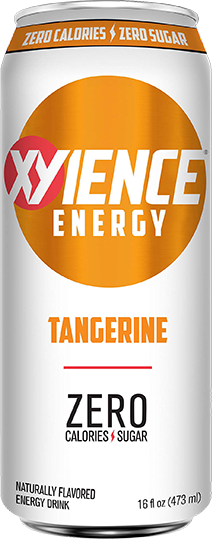 ZERO CALORIES ZERO SUGAR
XYIENCE®
ENERGY
TANGERINE
ZERO
CALORIES SUGAR
NATURALLY FLAVORED
ENERGY DRINK
16 fl oz (473 ml)